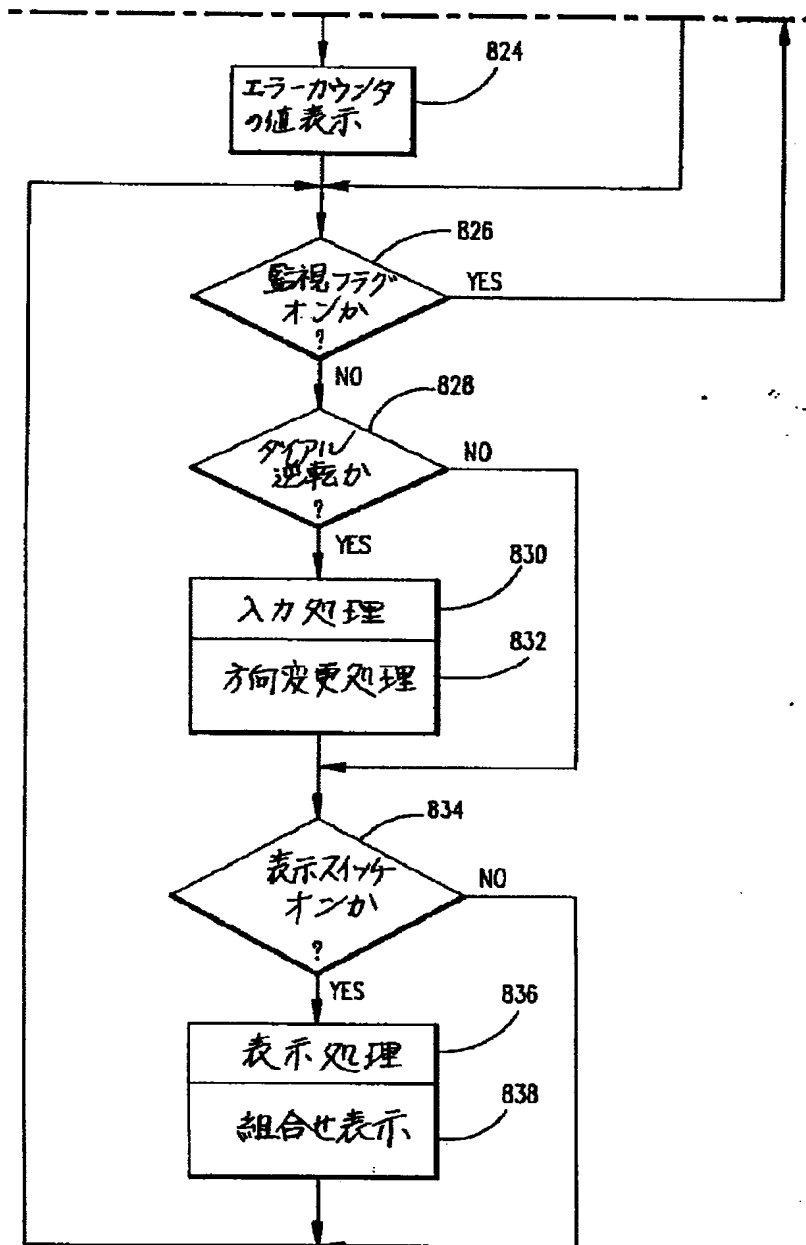 824
エラーカウンタ
の値表示
826
監視フラグ
オンか
?
YES
NO
828
ダイアル
逆転か
?
NO
YES
830
入力処理
832
方向変更処理
834
表示スイッチ
オンか
?
NO
YES
836
表示処理
838
組合せ表示